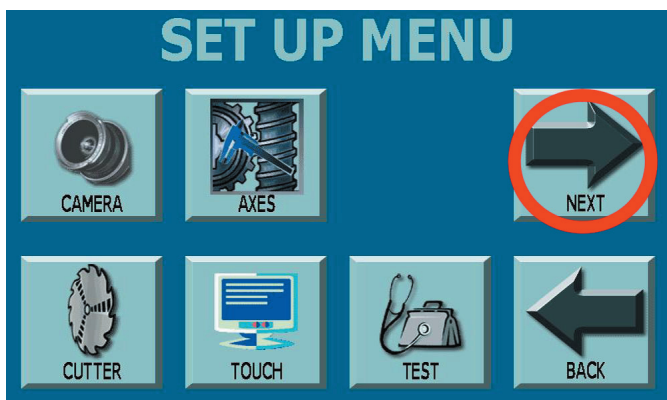 SET UP MENU
CAMERA
AXES
NEXT
CUTTER
TOUCH
TEST
BACK